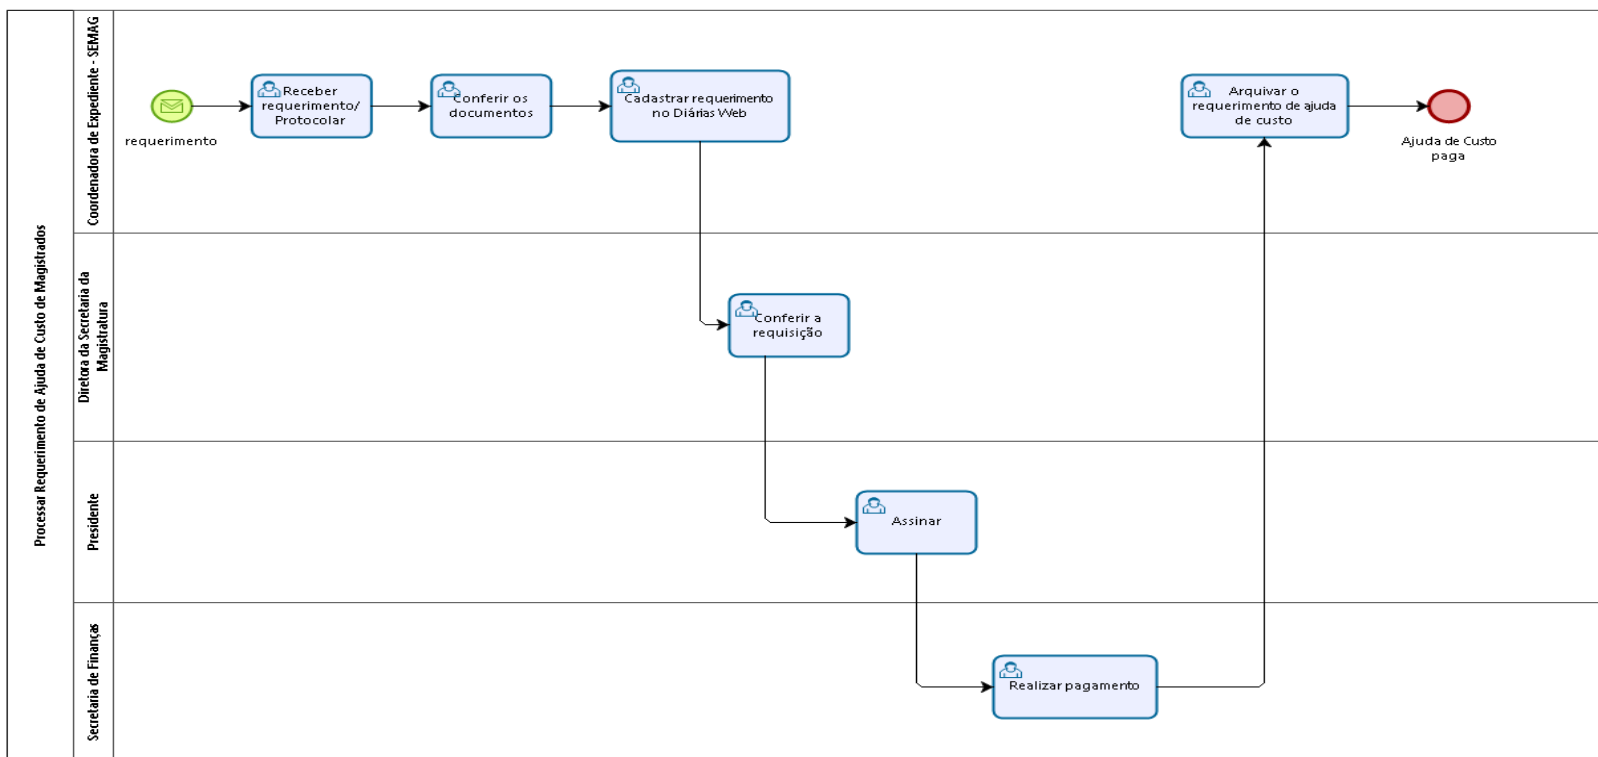 Processar Requerimento de Ajuda de Custo de Magistrados
Coordenadora de Expediente - SEMAG
requerimento
Receber
requerimento/
Protocolar
Conferir os
documentos
Cadastrar requerimento
no Diárias Web
Arquivar o
requerimento de ajuda
de custo
Ajuda de Custo
paga
Diretora da Secretaria da
Magistratura
Conferir a
requisição
Presidente
Assinar
Secretaria de Finanças
Realizar pagamento